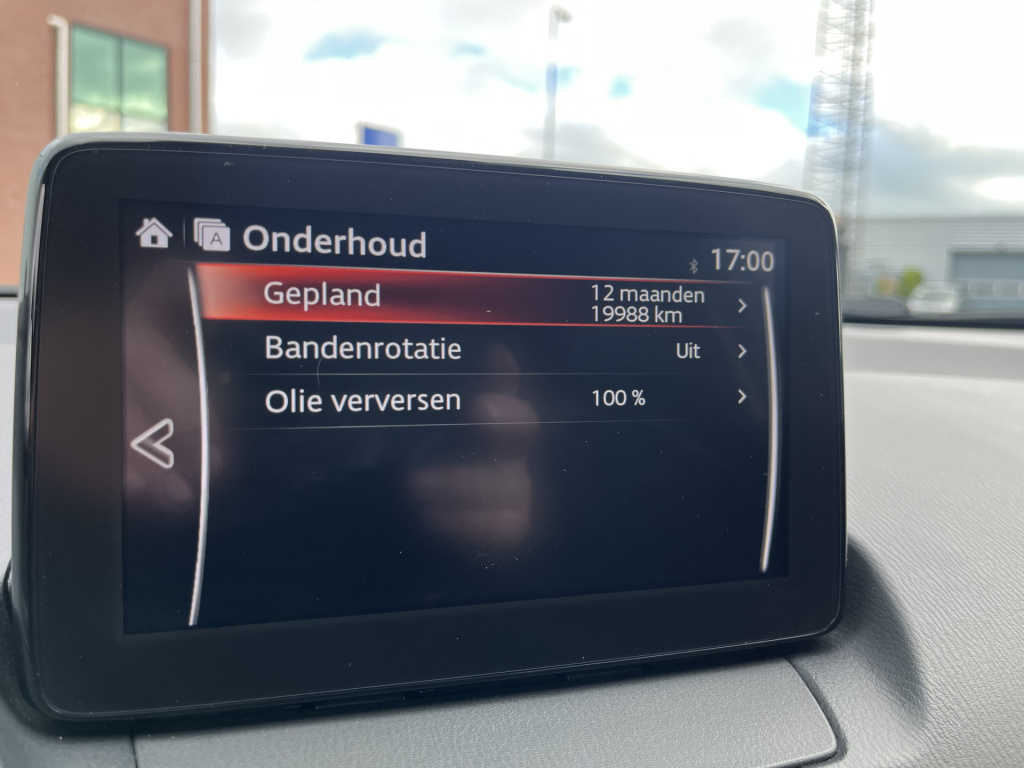 A Onderhoud
17:00
Gepland 12 maanden
19988 km
Bandenrotatie Uit
Olie verversen 100 %